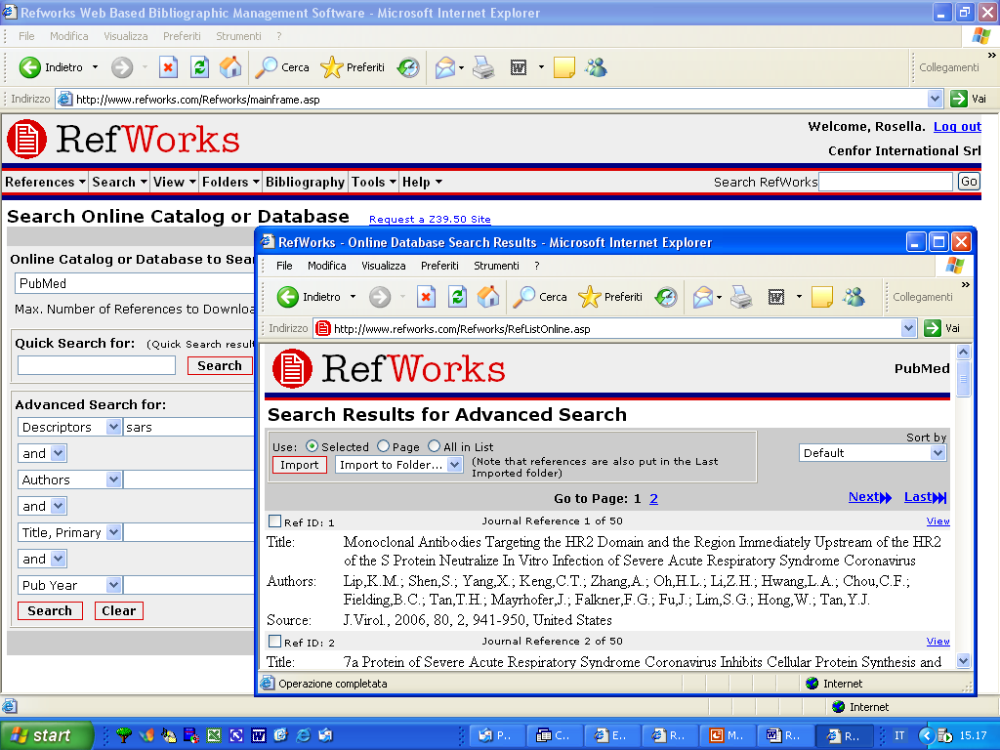 Refworks Web Based Bibliographic Management Software - Microsoft Internet Explorer
File Modifica Visualizza Preferiti Strumenti ?
Indietro Cerca Preferiti Collegamenti »
Indirizzo http://www.refworks.com/Refworks/mainframe.asp Vai
RefWorks
Welcome, Rosella. Log out
Cenfor International Srl
References Search View Folders Bibliography Tools Help Search RefWorks Go
Search Online Catalog or Database Request a Z39.50 Site
Online Catalog or Database to Sear
PubMed
Max. Number of References to Downloa
Quick Search for: (Quick Search result
Search
Advanced Search for:
Descriptors sars
and
Authors
and
Title, Primary
and
Pub Year
Search Clear
RefWorks - Online Database Search Results - Microsoft Internet Explorer
File Modifica Visualizza Preferiti Strumenti ?
Indietro Cerca Preferiti Collegamenti »
Indirizzo http://www.refworks.com/Refworks/RefListOnline.asp Vai
RefWorks PubMed
Search Results for Advanced Search
Use: Selected Page All in List
Import Import to Folder... (Note that references are also put in the Last
Imported folder)
Sort by
Default
Go to Page: 1 2 Next Last
Ref ID: 1 Journal Reference 1 of 50 View
Title: Monoclonal Antibodies Targeting the HR2 Domain and the Region Immediately Upstream of the HR2
of the S Protein Neutralize In Vitro Infection of Severe Acute Respiratory Syndrome Coronavirus
Authors: Lip,K.M.; Shen,S.; Yang,X.; Keng,C.T.; Zhang,A.; Oh,H.L.; Li,Z.H.; Hwang,L.A.; Chou,C.F.;
Fielding,B.C.; Tan,T.H.; Mayrhofer,J.; Falkner,F.G.; Fu,J.; Lim,S.G.; Hong,W.; Tan,Y.J.
Source: J.Virol., 2006, 80, 2, 941-950, United States
Ref ID: 2 Journal Reference 2 of 50 View
Title: 7a Protein of Severe Acute Respiratory Syndrome Coronavirus Inhibits Cellular Protein Synthesis and
Operazione completata Internet
Internet
start P... C... E... R... M... R... R... IT 15.17